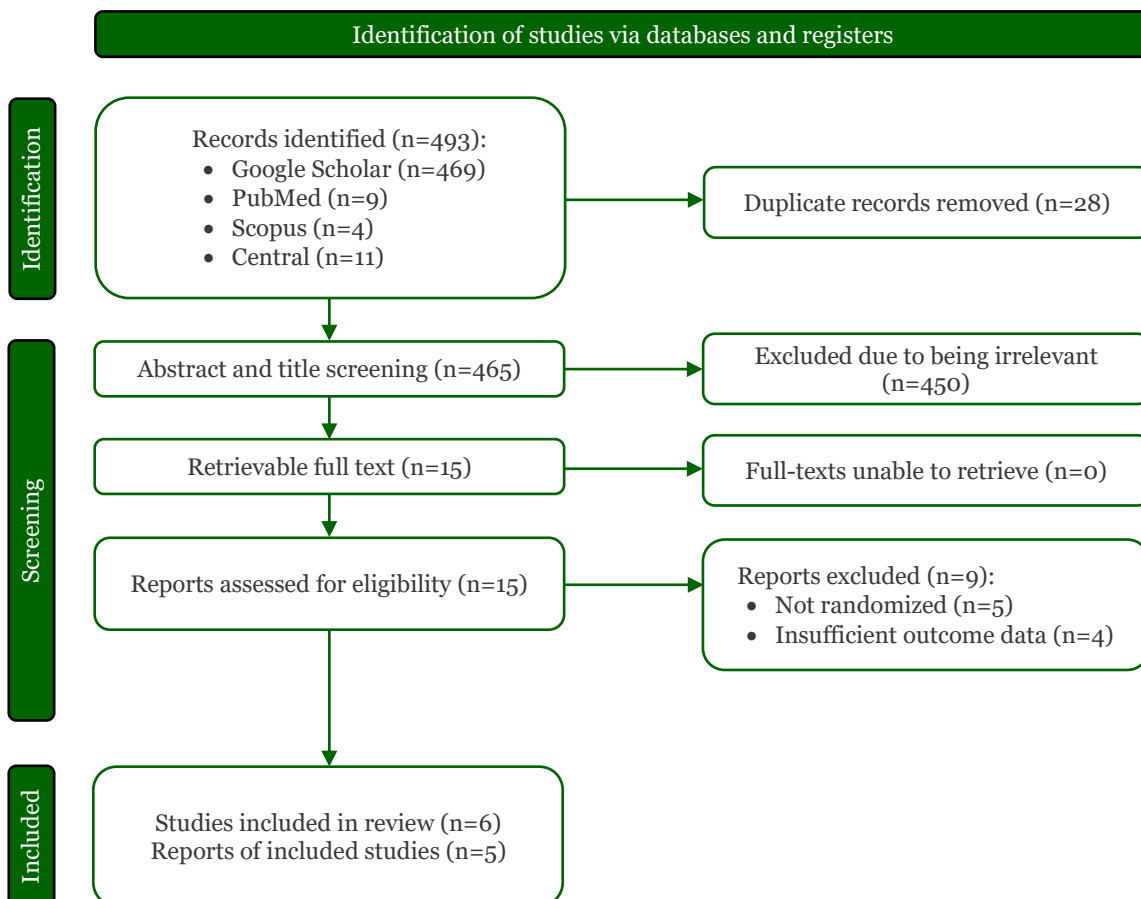 Identification of studies via databases and registers
Identification
Records identified (n=493):
• Google Scholar (n=469)
• PubMed (n=9)
• Scopus (n=4)
• Central (n=11)
Duplicate records removed (n=28)
Screening
Abstract and title screening (n=465)
Excluded due to being irrelevant
(n=450)
Retrievable full text (n=15)
Full-texts unable to retrieve (n=0)
Reports assessed for eligibility (n=15)
Reports excluded (n=9):
• Not randomized (n=5)
• Insufficient outcome data (n=4)
Included
Studies included in review (n=6)
Reports of included studies (n=5)